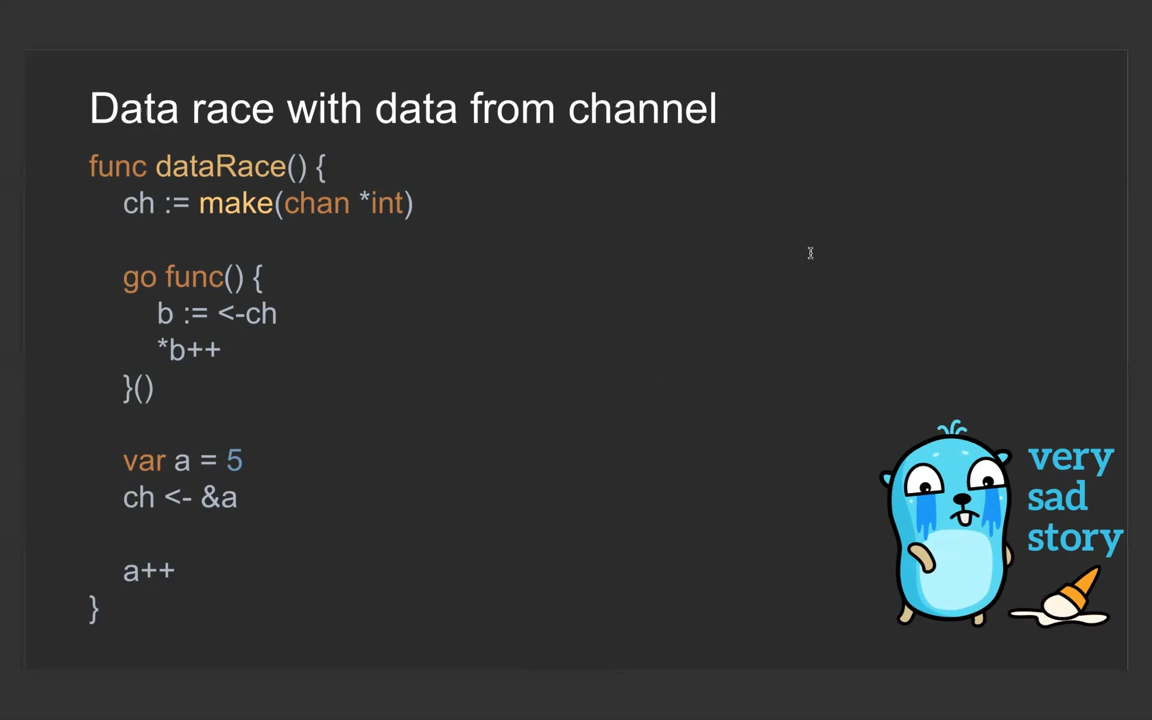 Data race with data from channel
func dataRace() {
ch := make(chan *int)
go func() {
b := <-ch
*b++
}()
var a = 5
ch <- &a
a++
}
very
sad
story